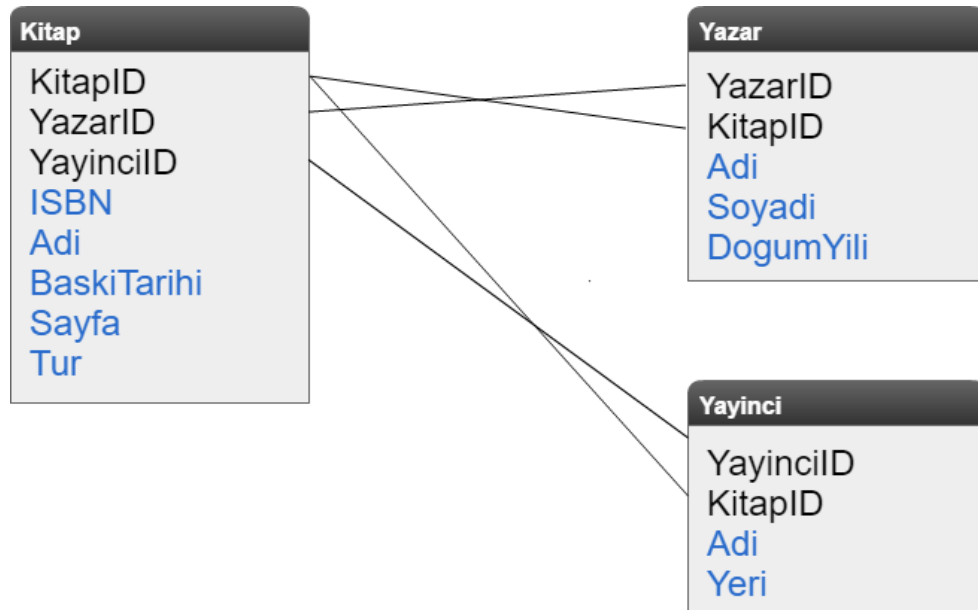 Kitap
KitapID
YazarID
YayinciID
ISBN
Adi
BaskiTarihi
Sayfa
Tur
Yazar
YazarID
KitapID
Adi
Soyadi
DogumYili
Yayinci
YayinciID
KitapID
Adi
Yeri